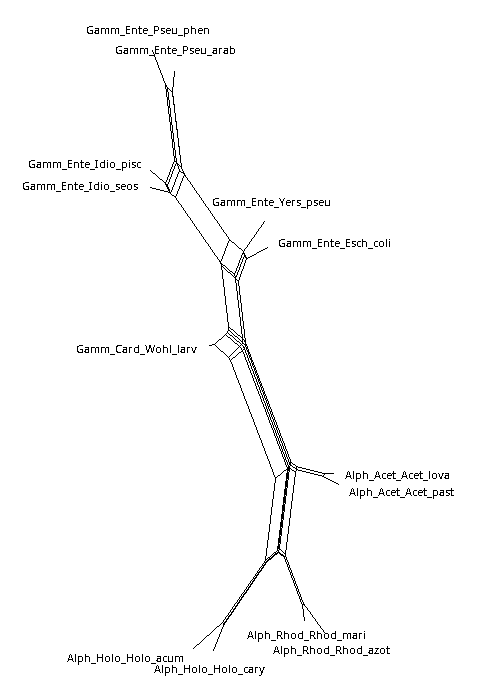 Gamm_Ente_Pseu_phen
Gamm_Ente_Pseu_arab
Gamm_Ente_Idio_pisc
Gamm_Ente_Idio_seos
Gamm_Ente_Yers_pseu
Gamm_Ente_Esch_coli
Gamm_Card_Wohl_larv
Alph_Acet_Acet_lova
Alph_Acet_Acet_past
Alph_Rhod_Rhod_mari
Alph_Rhod_Rhod_azot
Alph_Holo_Holo_acum
Alph_Holo_Holo_cary